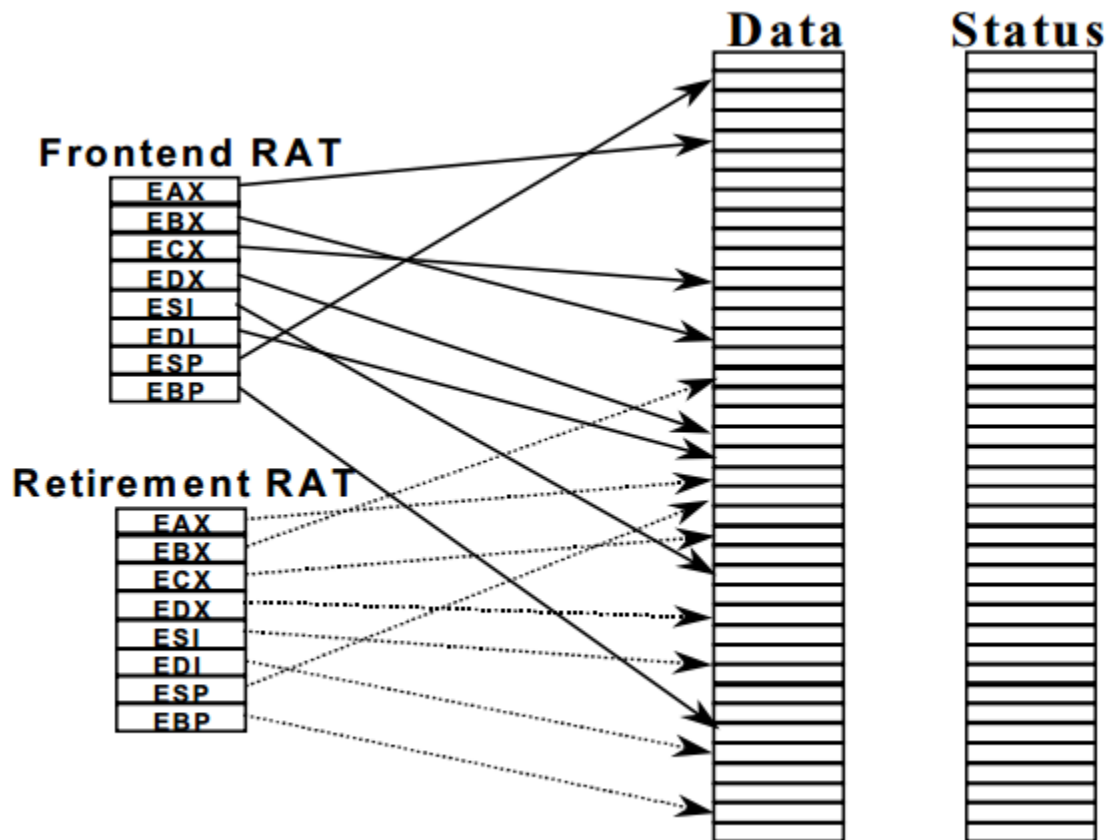 Data
Status
Frontend RAT
EAX
EBX
ECX
EDX
ESI
EDI
ESP
EBP
Retirement RAT
EAX
EBX
ECX
EDX
ESI
EDI
ESP
EBP